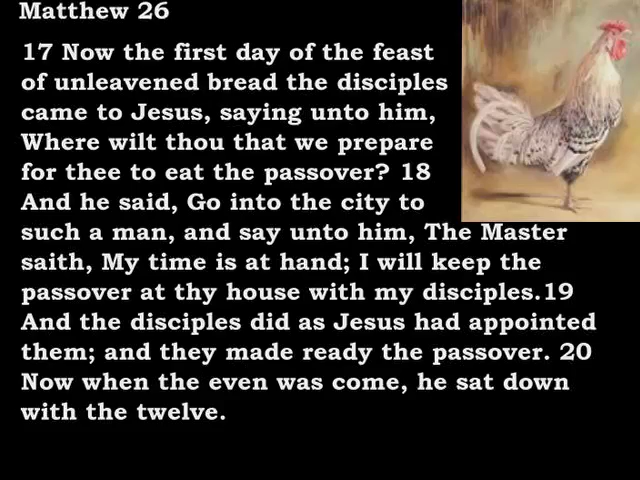 Matthew 26
17 Now the first day of the feast
of unleavened bread the disciples
came to Jesus, saying unto him,
Where wilt thou that we prepare
for thee to eat the passover? 18
And he said, Go into the city to
such a man, and say unto him, The Master
saith, My time is at hand; I will keep the
passover at thy house with my disciples.19
And the disciples did as Jesus had appointed
them; and they made ready the passover. 20
Now when the even was come, he sat down
with the twelve.